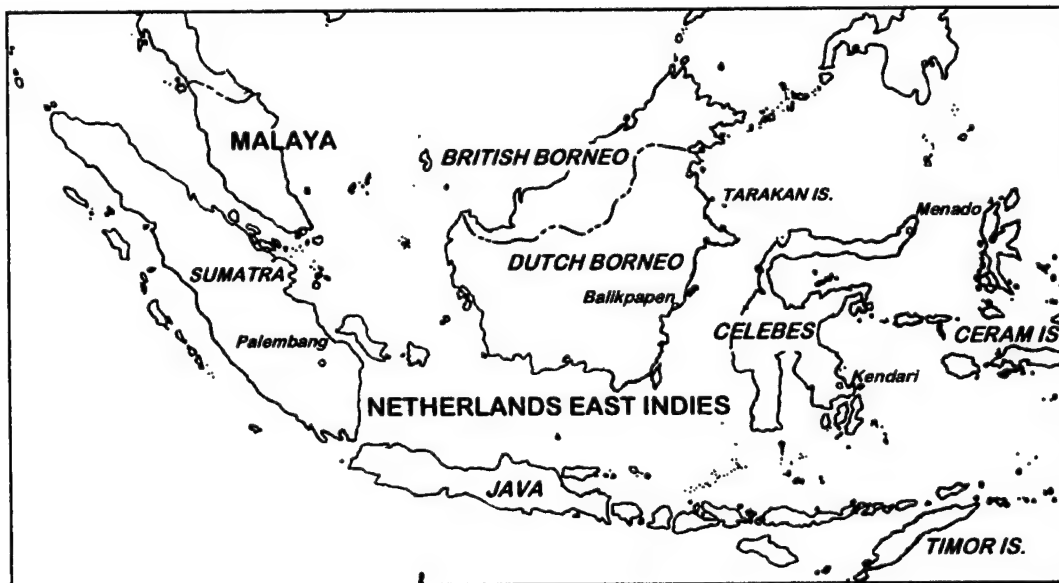 MALAYA
BRITISH BORNEO
TARAKAN IS.
Menado
SUMATRA
DUTCH BORNEO
Balikpapen
Palembang
CELEBES
CERAM IS
Kendari
NETHERLANDS EAST INDIES
JAVA
TIMOR IS.